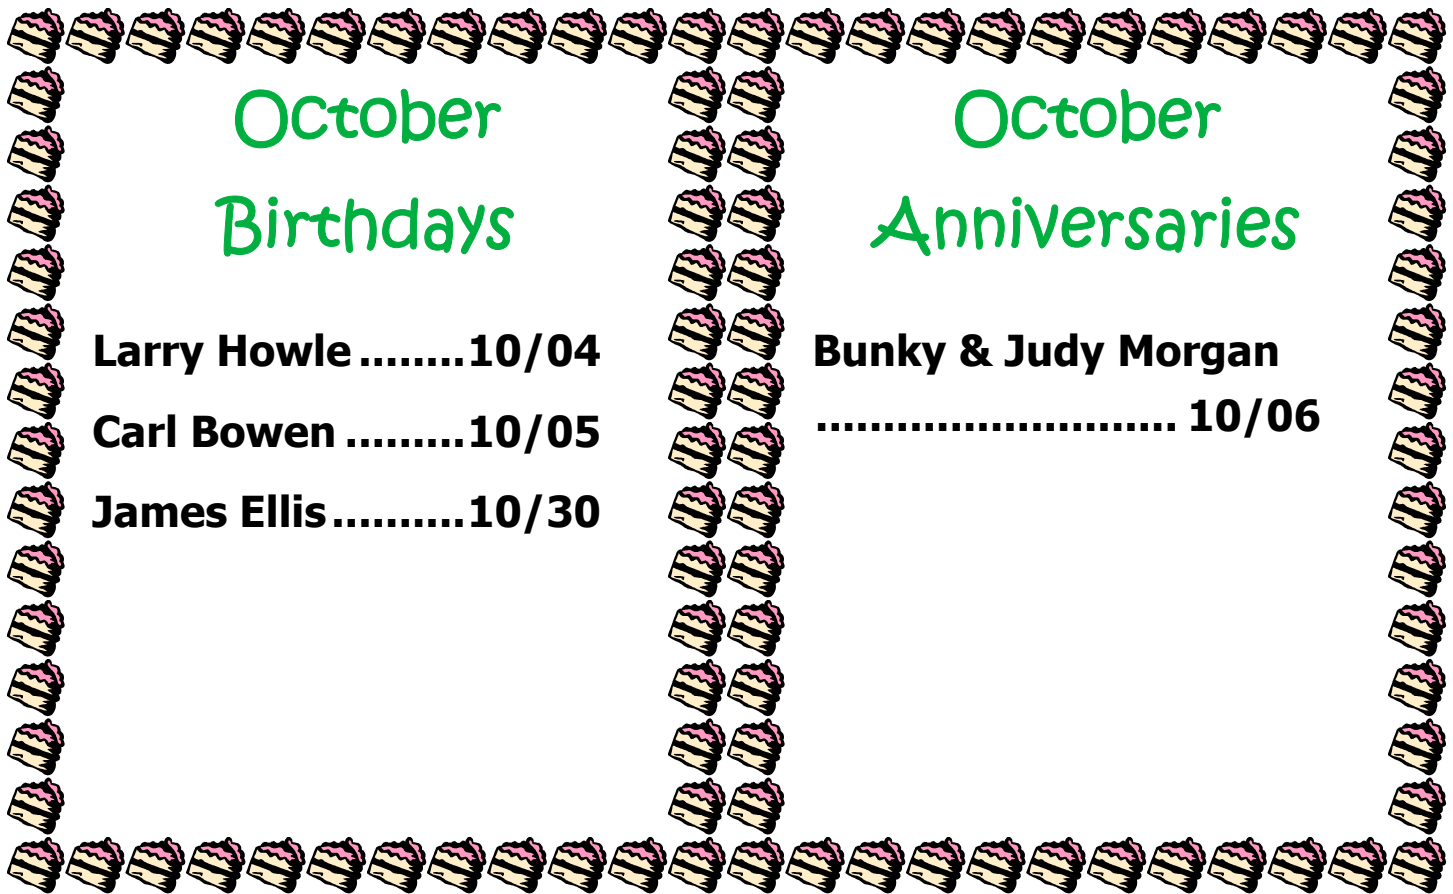 October
Birthdays
Larry Howle ........10/04
Carl Bowen .........10/05
James Ellis..........10/30
October
Anniversaries
Bunky & Judy Morgan
........................... 10/06